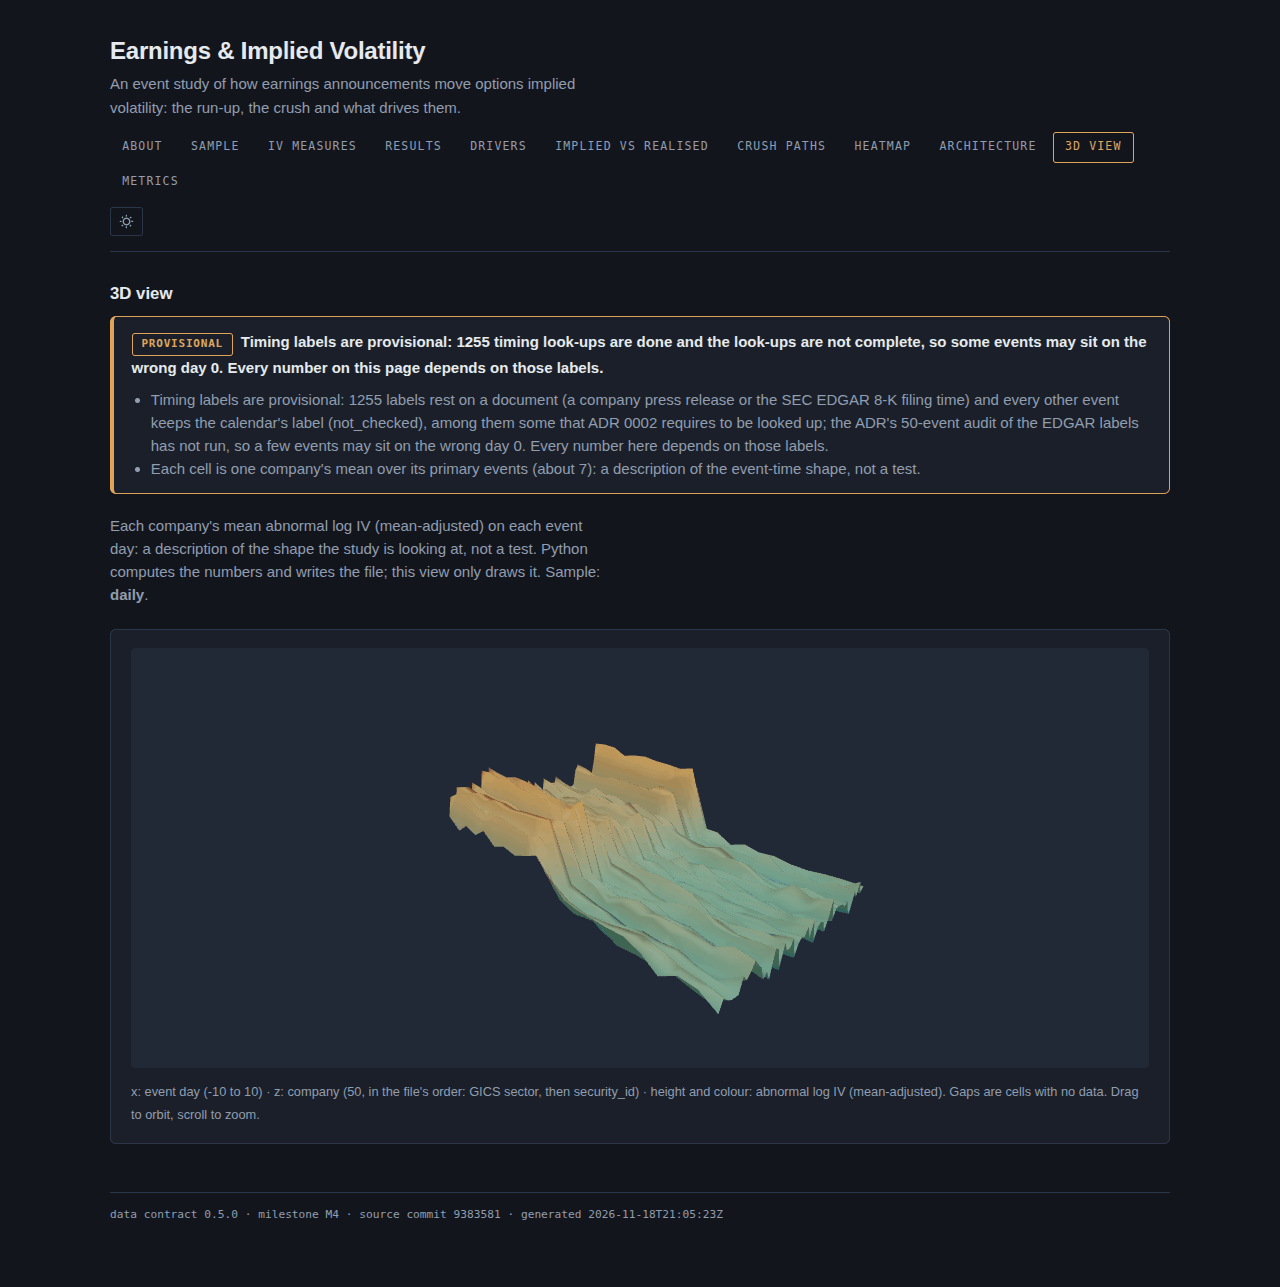 Earnings & Implied Volatility
An event study of how earnings announcements move options implied
volatility: the run-up, the crush and what drives them.
ABOUT SAMPLE IV MEASURES RESULTS DRIVERS IMPLIED VS REALISED CRUSH PATHS HEATMAP ARCHITECTURE 3D VIEW
METRICS
3D view
PROVISIONAL Timing labels are provisional: 1255 timing look-ups are done and the look-ups are not complete, so some events may sit on the
wrong day 0. Every number on this page depends on those labels.
• Timing labels are provisional: 1255 labels rest on a document (a company press release or the SEC EDGAR 8-K filing time) and every other event
keeps the calendar's label (not_checked), among them some that ADR 0002 requires to be looked up; the ADR's 50-event audit of the EDGAR labels
has not run, so a few events may sit on the wrong day 0. Every number here depends on those labels.
• Each cell is one company's mean over its primary events (about 7): a description of the event-time shape, not a test.
Each company's mean abnormal log IV (mean-adjusted) on each event
day: a description of the shape the study is looking at, not a test. Python
computes the numbers and writes the file; this view only draws it. Sample:
daily.
x: event day (-10 to 10) · z: company (50, in the file's order: GICS sector, then security_id) · height and colour: abnormal log IV (mean-adjusted). Gaps are cells with no data. Drag
to orbit, scroll to zoom.
data contract 0.5.0 · milestone M4 · source commit 9383581 · generated 2026-11-18T21:05:23Z